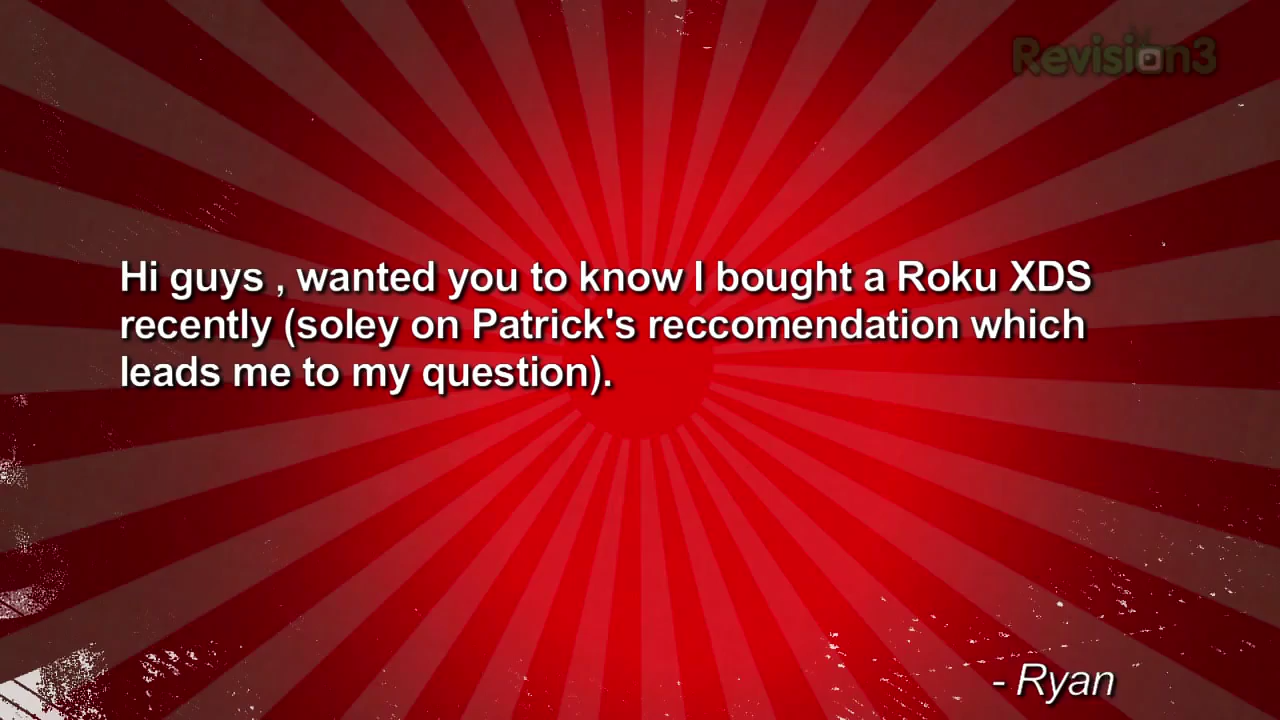 Revision3
Hi guys , wanted you to know I bought a Roku XDS
recently (soley on Patrick's reccomendation which
leads me to my question).
- Ryan